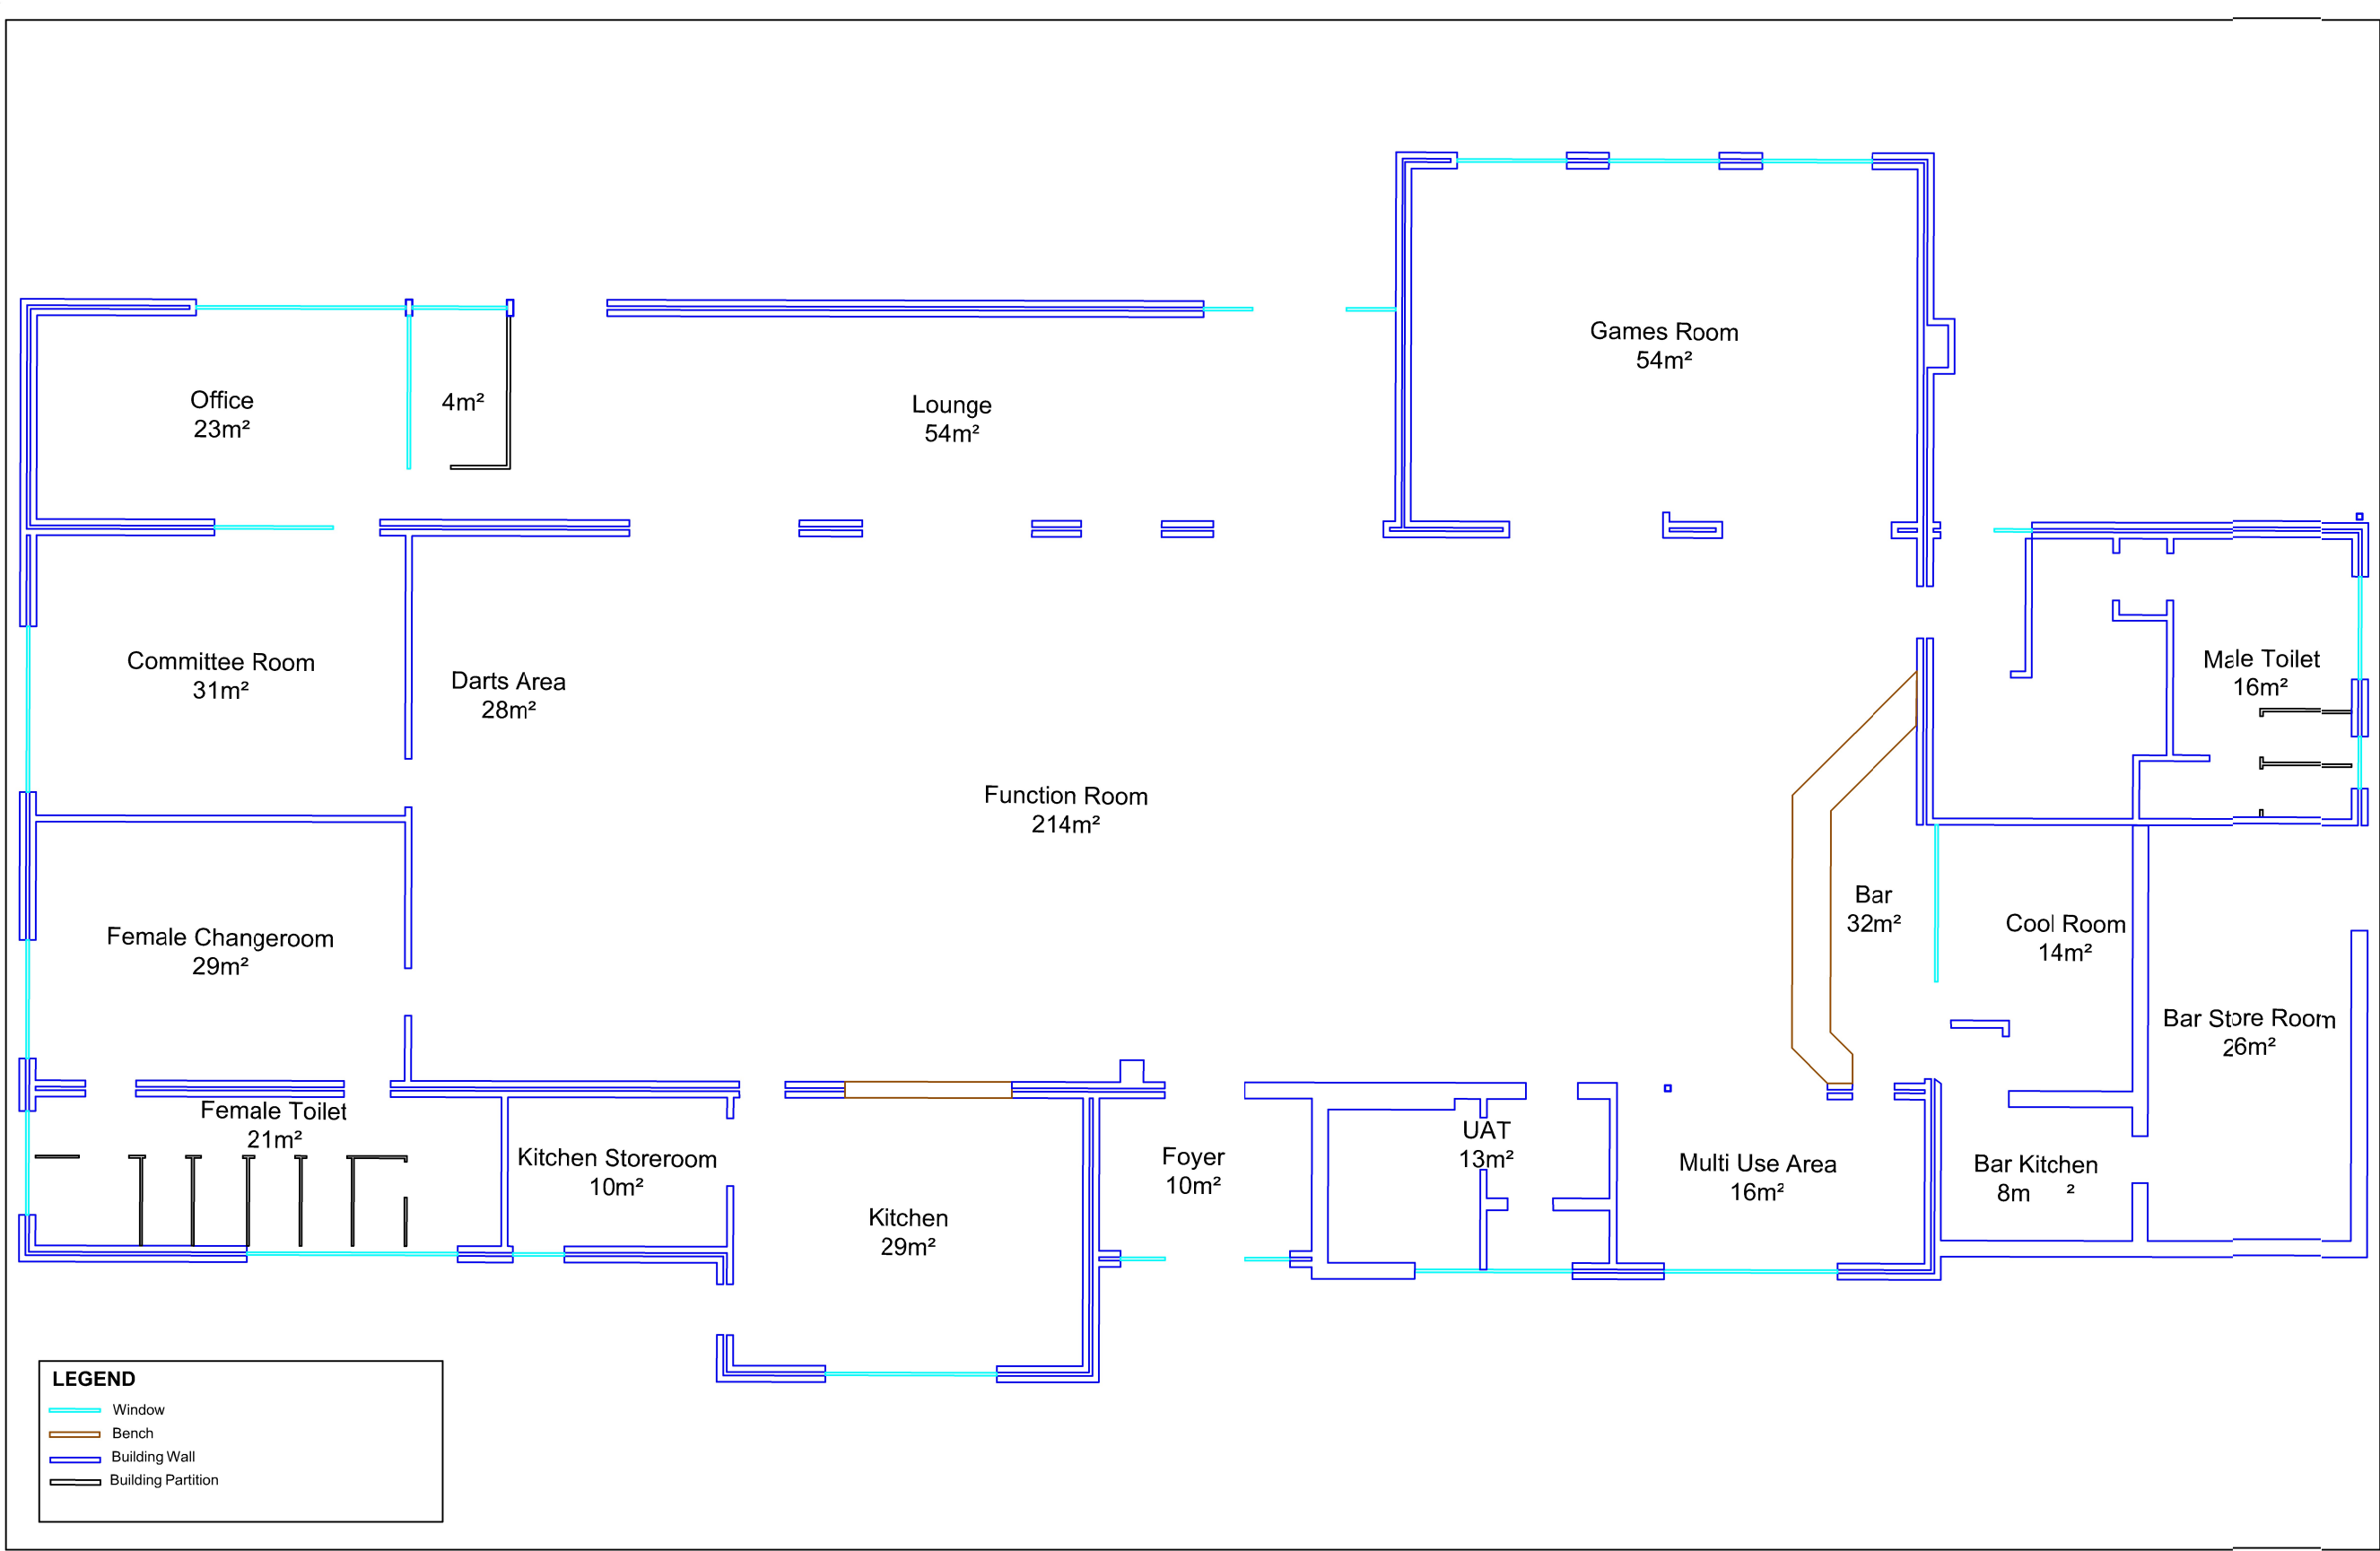 Games Room
54m²
Office
23m²
4m²
Lounge
54m²
Committee Room
31m²
Darts Area
28m²
Male Toilet
16m²
Function Room
214m²
Bar
32m²
Cool Room
14m²
Female Changeroom
29m²
Bar Store Room
26m²
Female Toilet
21m²
Kitchen Storeroom
10m²
Kitchen
29m²
Foyer
10m²
UAT
13m²
Multi Use Area
16m²
Bar Kitchen
8m ²
LEGEND
Window
Bench
Building Wall
Building Partition